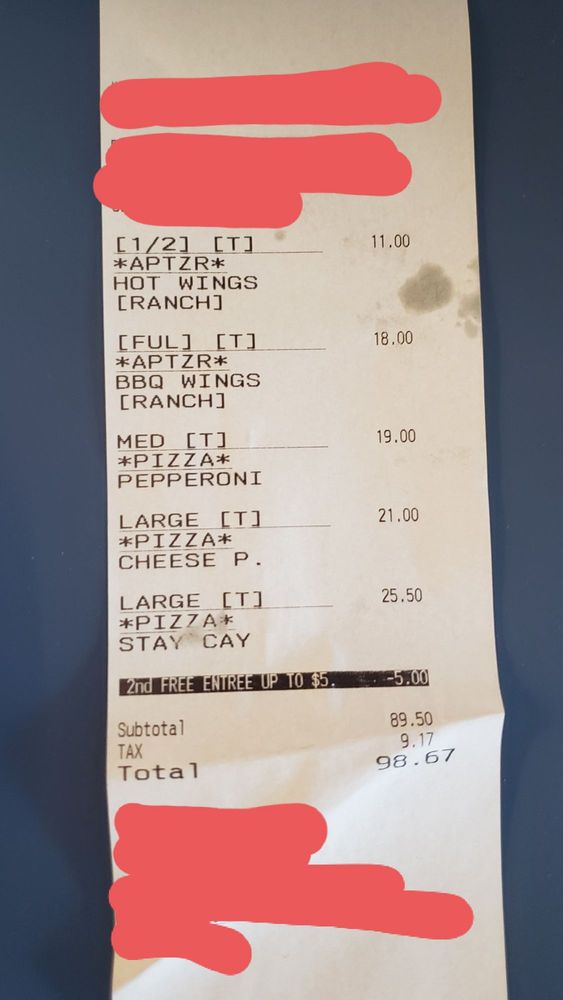 [1/2] [T] 11.00
*APTZR*
HOT WINGS
[RANCH]
[FUL] [T] 18.00
*APTZR*
BBQ WINGS
[RANCH]
MED [T] 19.00
*PIZZA*
PEPPERONI
LARGE [T] 21.00
*PIZZA*
CHEESE P.
LARGE [T] 25.50
*PIZZA*
STAY CAY
2nd FREE ENTREE UP TO $5. -5.00
Subtotal 89.50
TAX 9.17
Total 98.67